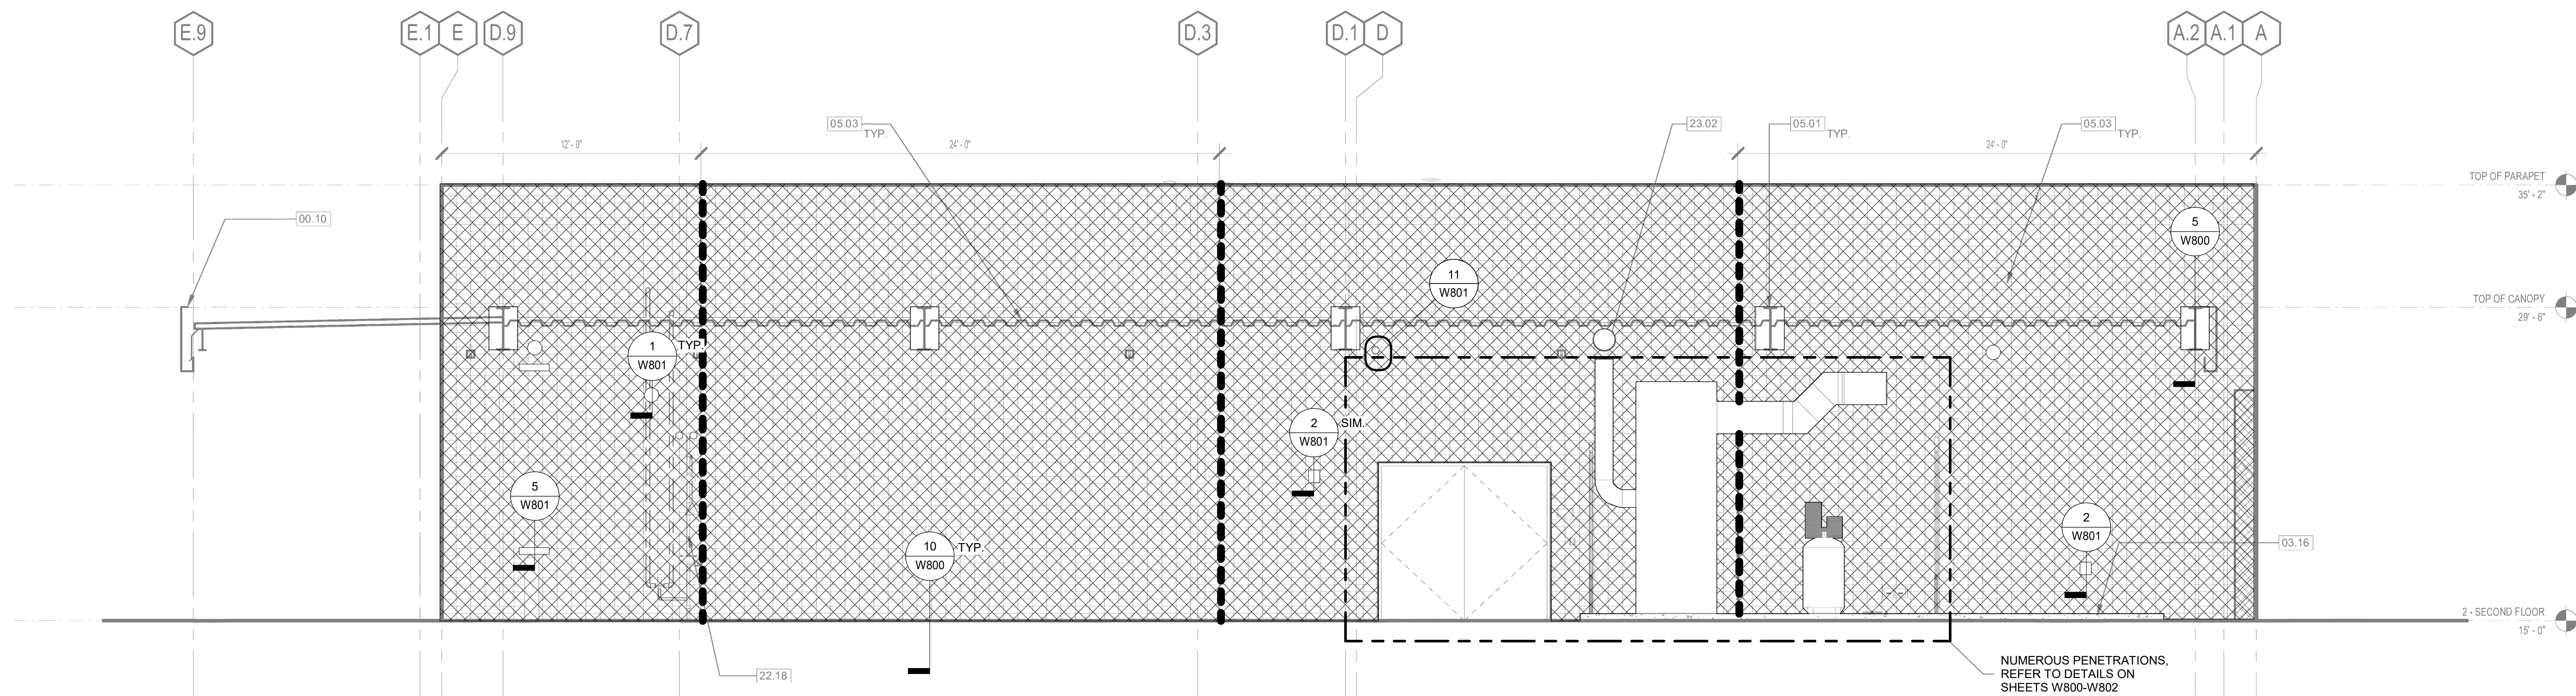 E.9
E.1
E
D.9
D.7
D.3
D.1
D
A.2
A.1
A
05.03
TYP.
23.02
05.01
TYP.
05.03
TYP.
12' - 0"
24' - 0"
24' - 0"
TOP OF PARAPET
35' - 2"
00.10
5
W800
11
W801
TOP OF CANOPY
29' - 6"
1
W801
TYP.
2
W801
SIM.
5
W801
10
W800
TYP.
2
W801
03.16
2 - SECOND FLOOR
15' - 0"
22.18
NUMEROUS PENETRATIONS,
REFER TO DETAILS ON
SHEETS W800-W802